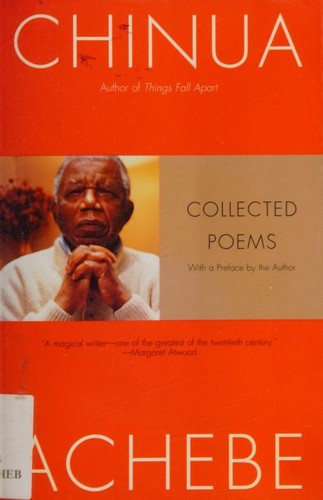 CHINUA
Author of Things Fall Apart
COLLECTED
POEMS
With a Preface by the Author
"A magical writer—one of the greatest of the twentieth century."
—Margaret Atwood
HEB
ACHEBE